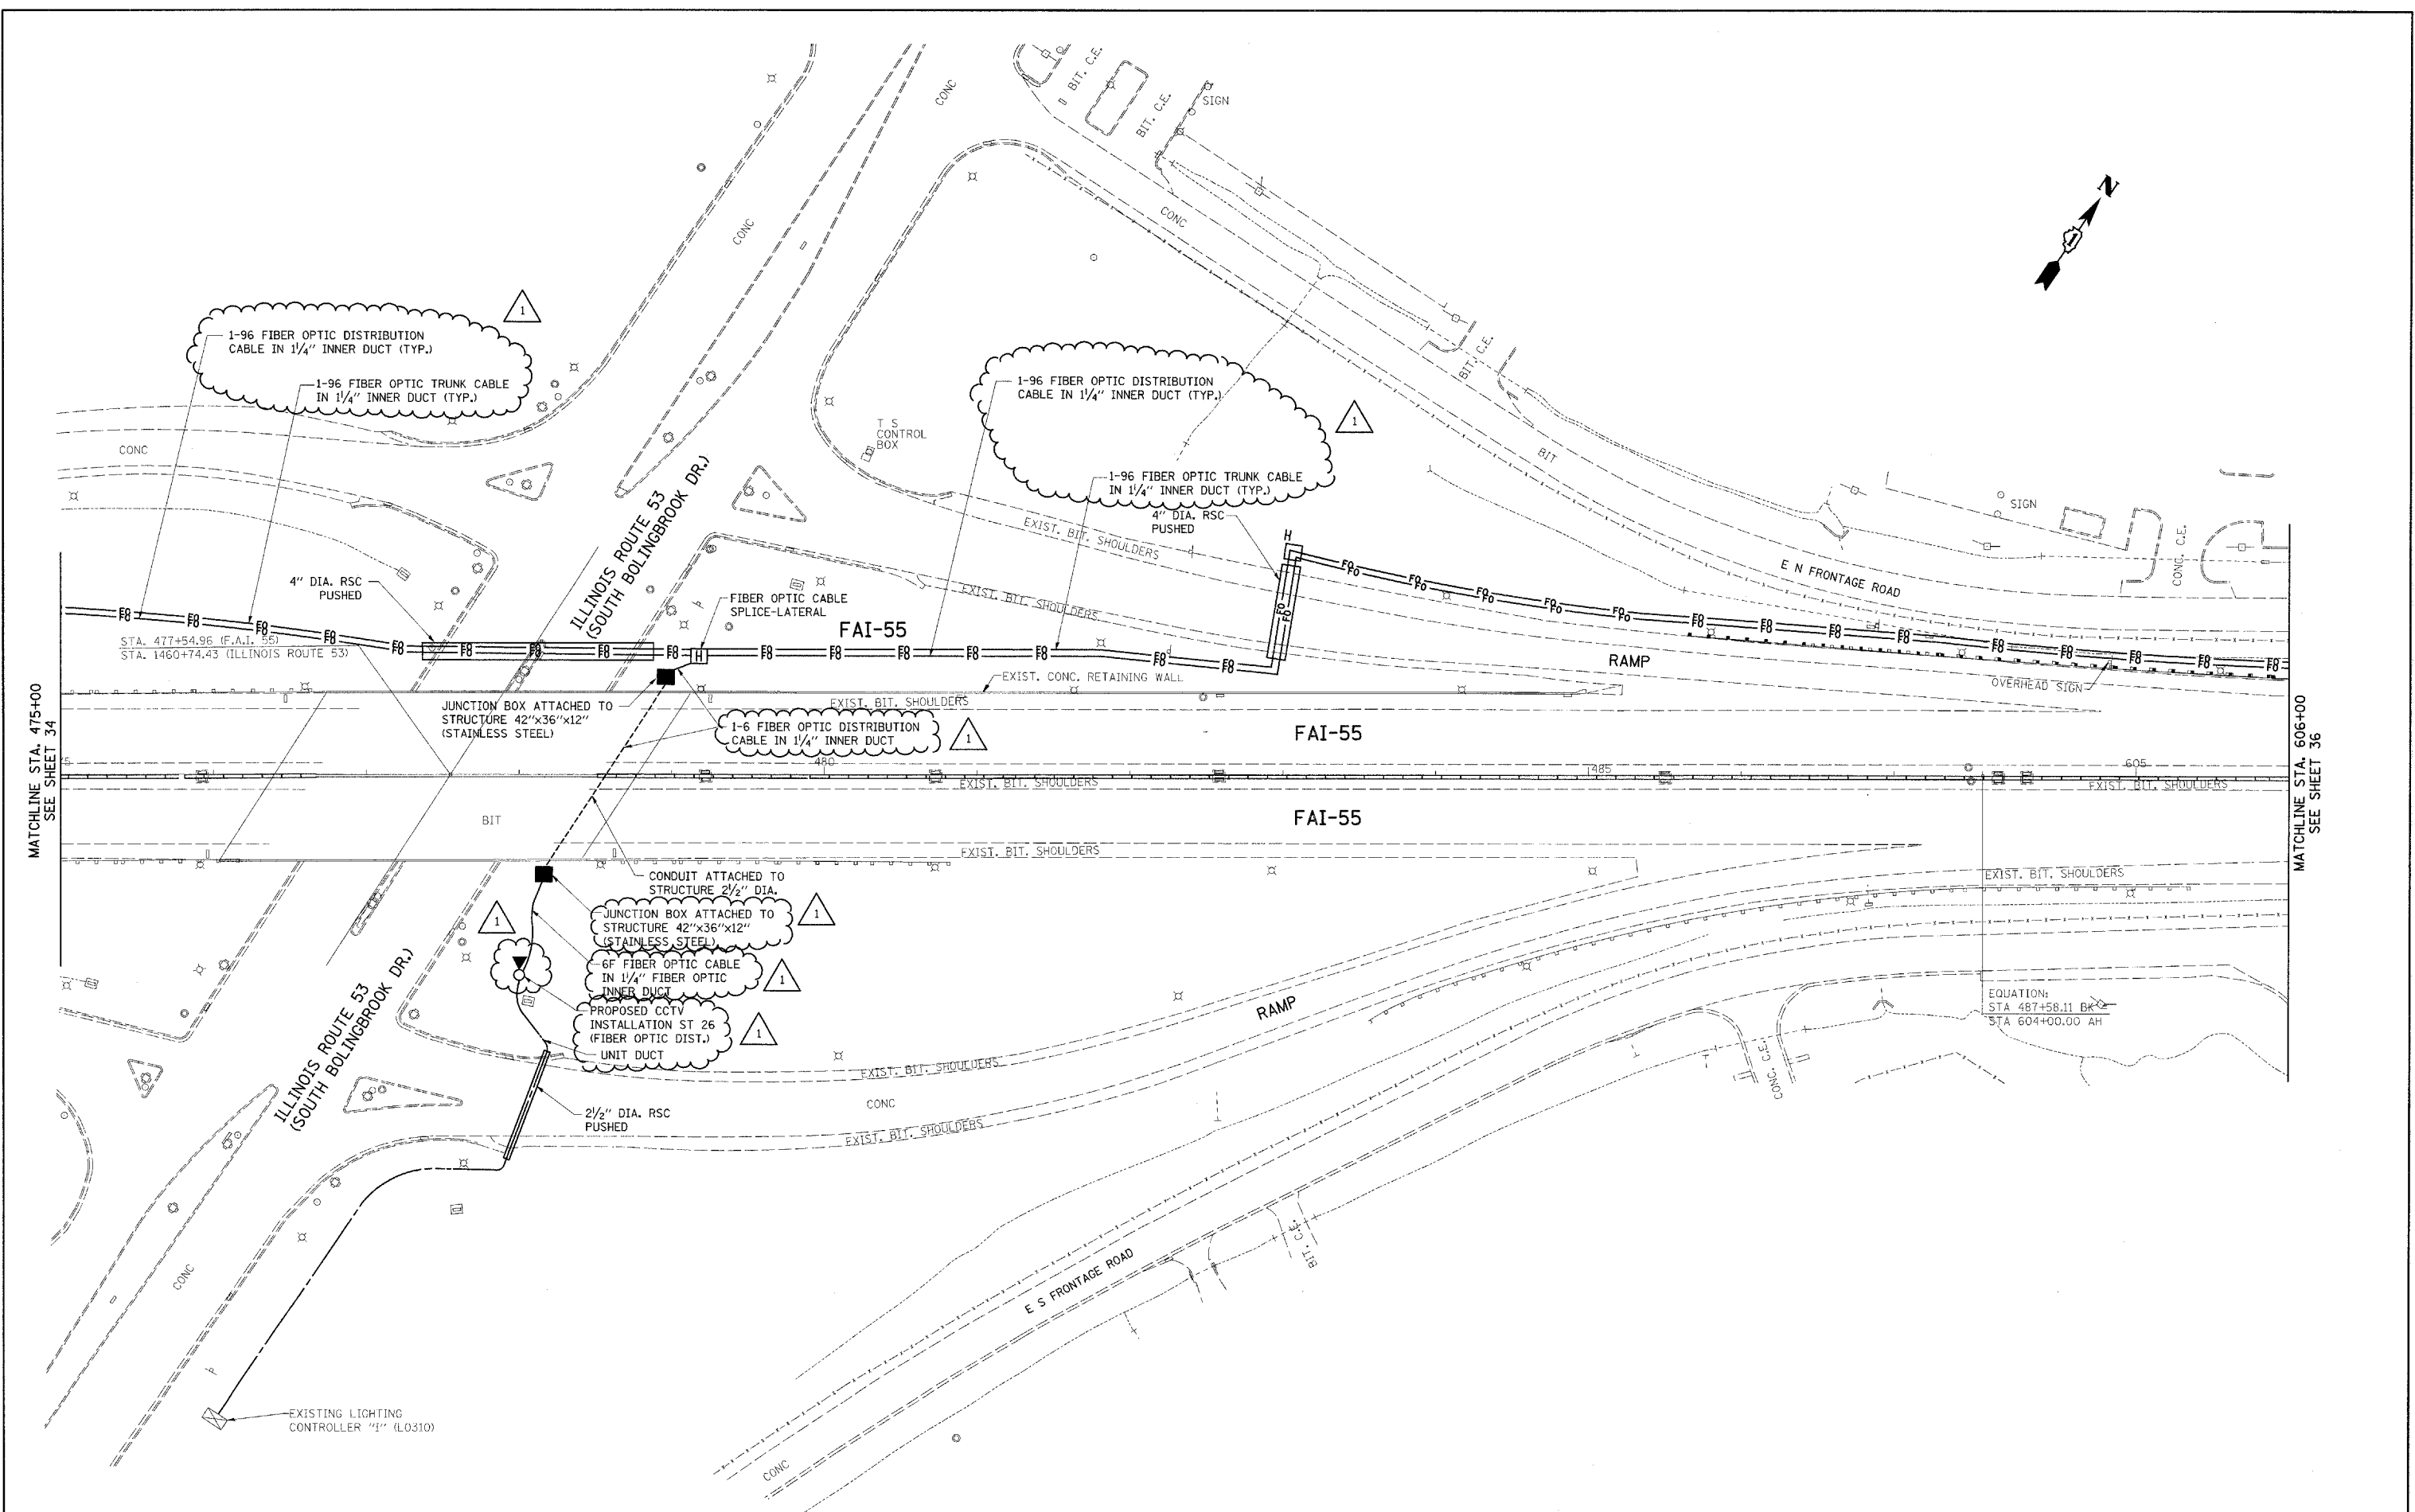 CONC
BIT. C.E.
BIT. C.E.
SIGN
N
1
CONC
CONC
1
1-96 FIBER OPTIC DISTRIBUTION
CABLE IN 1¼" INNER DUCT (TYP.)
1-96 FIBER OPTIC TRUNK CABLE
IN 1¼" INNER DUCT (TYP.)
CONC
T S
CONTROL
BOX
1-96 FIBER OPTIC DISTRIBUTION
CABLE IN 1¼" INNER DUCT (TYP.)
1
1-96 FIBER OPTIC TRUNK CABLE
IN 1¼" INNER DUCT (TYP.)
4" DIA. RSC
PUSHED
BIT. C.E.
BIT
SIGN
CONC. C.E.
E N FRONTAGE ROAD
EXIST. BIT. SHOULDERS
EXIST. BIT. SHOULDERS
H
ILLINOIS ROUTE 53
(SOUTH BOLINGBROOK DR.)
4" DIA. RSC
PUSHED
FIBER OPTIC CABLE
SPLICE-LATERAL
FAI-55
H
STA. 477+54.96 (F.A.I. 55)
STA. 1460+74.43 (ILLINOIS ROUTE 53)
RAMP
OVERHEAD SIGN
EXIST. CONC. RETAINING WALL
EXIST. BIT. SHOULDERS
JUNCTION BOX ATTACHED TO
STRUCTURE 42"x36"x12"
(STAINLESS STEEL)
1-6 FIBER OPTIC DISTRIBUTION
CABLE IN 1¼" INNER DUCT
1
FAI-55
MATCHLINE STA. 475+00
SEE SHEET 34
MATCHLINE STA. 606+00
SEE SHEET 36
480
485
605
EXIST. BIT. SHOULDERS
EXIST. BIT. SHOULDERS
BIT
FAI-55
EXIST. BIT. SHOULDERS
CONDUIT ATTACHED TO
STRUCTURE 2½" DIA.
EXIST. BIT. SHOULDERS
1
JUNCTION BOX ATTACHED TO
STRUCTURE 42"x36"x12"
(STAINLESS STEEL)
1
6F FIBER OPTIC CABLE
IN 1¼" FIBER OPTIC
INNER DUCT
1
PROPOSED CCTV
INSTALLATION ST 26
(FIBER OPTIC DIST.)
1
UNIT DUCT
ILLINOIS ROUTE 53
(SOUTH BOLINGBROOK DR.)
RAMP
EQUATION:
STA 487+58.11 BK
STA 604+00.00 AH
EXIST. BIT. SHOULDERS
CONC. C.E.
CONC
2½" DIA. RSC
PUSHED
EXIST. BIT. SHOULDERS
BIT. C.E.
E S FRONTAGE ROAD
CONC
EXISTING LIGHTING
CONTROLLER "I" (L0310)
CONC